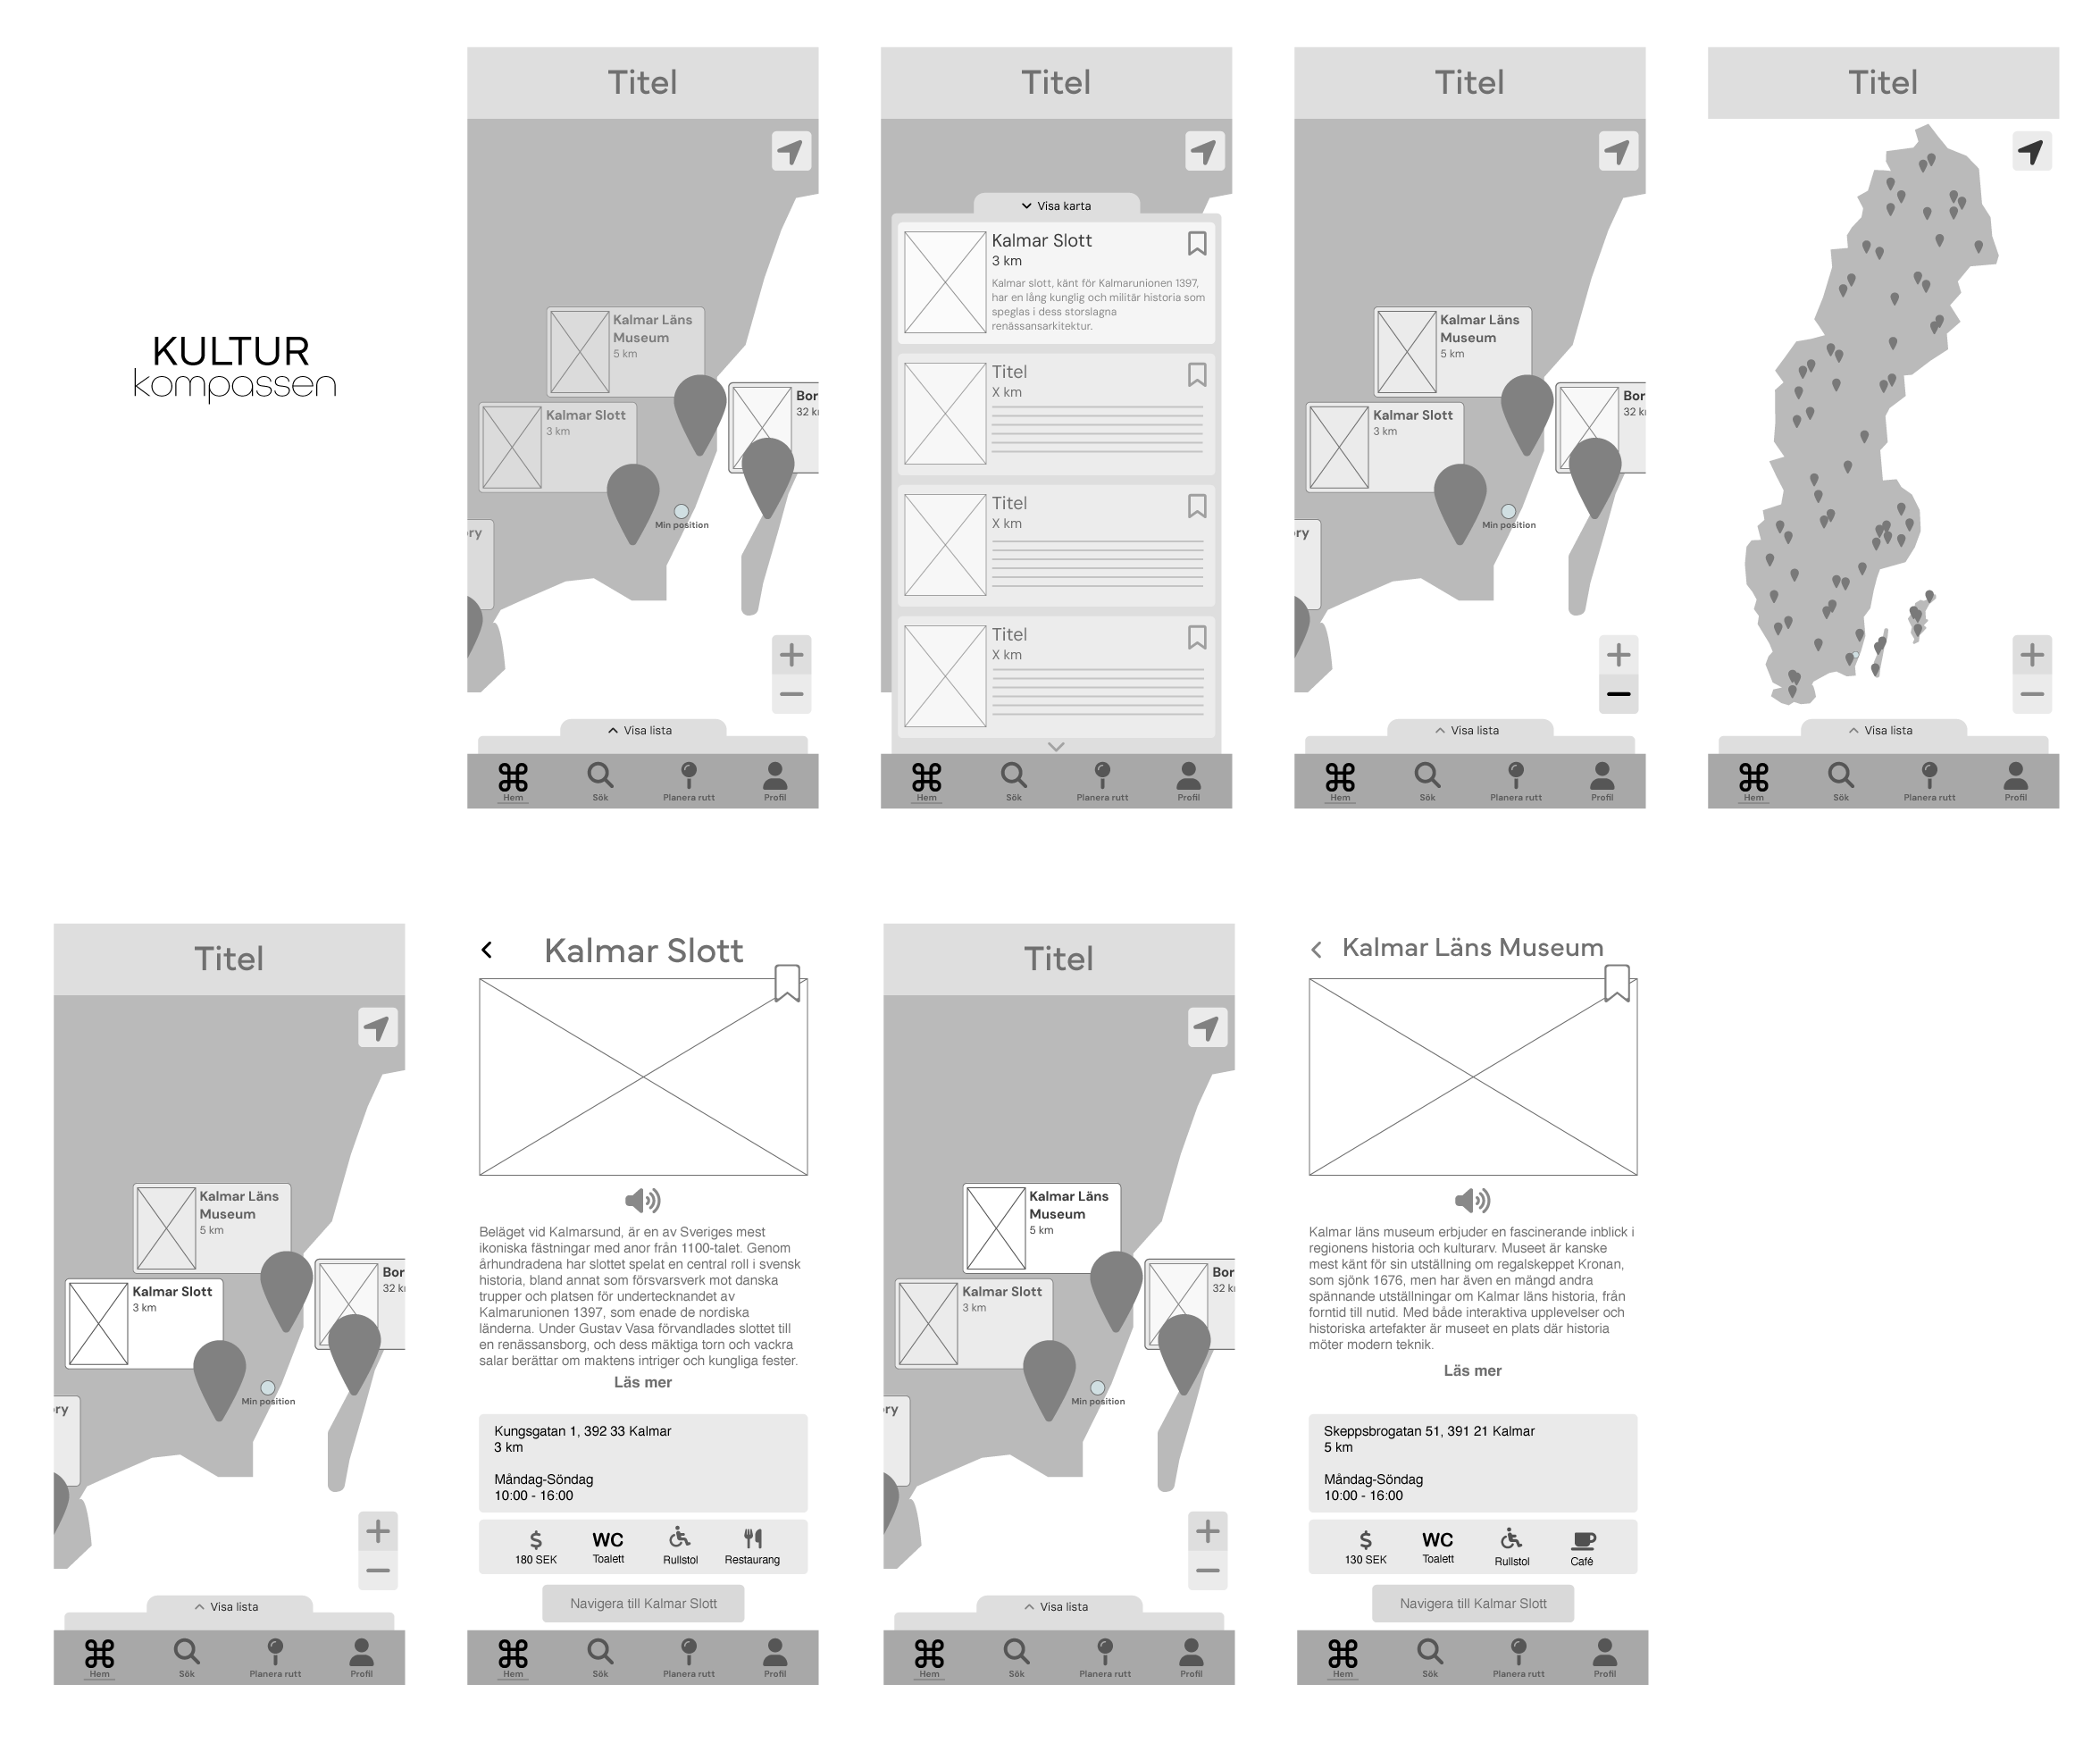 KULTUR
kompassen
Titel
Kalmar Läns
Museum
5 km
Kalmar Slott
3 km
Bor
32 k
Min position
ry
Visa lista
Hem
Sök
Planera rutt
Profil
Titel
Visa karta
Kalmar Slott
3 km
Kalmar slott, känt för Kalmarunionen 1397,
har en lång kunglig och militär historia som
speglas i dess storslagna
renässansarkitektur.
Titel
X km
Titel
X km
Titel
X km
Hem
Sök
Planera rutt
Profil
Titel
Kalmar Läns
Museum
5 km
Kalmar Slott
3 km
Bor
32 k
Min position
ry
Visa lista
Hem
Sök
Planera rutt
Profil
Titel
Visa lista
Hem
Sök
Planera rutt
Profil
Titel
Kalmar Läns
Museum
5 km
Kalmar Slott
3 km
Bor
32 k
Min position
ry
Visa lista
Hem
Sök
Planera rutt
Profil
Kalmar Slott
Beläget vid Kalmarsund, är en av Sveriges mest
ikoniska fästningar med anor från 1100-talet. Genom
århundradena har slottet spelat en central roll i svensk
historia, bland annat som försvarsverk mot danska
trupper och platsen för undertecknandet av
Kalmarunionen 1397, som enade de nordiska
länderna. Under Gustav Vasa förvandlades slottet till
en renässansborg, och dess mäktiga torn och vackra
salar berättar om maktens intriger och kungliga fester.
Läs mer
Kungsgatan 1, 392 33 Kalmar
3 km
Måndag-Söndag
10:00 - 16:00
$ WC
180 SEK Toalett Rullstol Restaurang
Navigera till Kalmar Slott
Hem
Sök
Planera rutt
Profil
Titel
Kalmar Läns
Museum
5 km
Kalmar Slott
3 km
Bor
32 k
Min position
ry
Visa lista
Hem
Sök
Planera rutt
Profil
Kalmar Läns Museum
Kalmar läns museum erbjuder en fascinerande inblick i
regionens historia och kulturarv. Museet är kanske
mest känt för sin utställning om regalskeppet Kronan,
som sjönk 1676, men har även en mängd andra
spännande utställningar om Kalmar läns historia, från
forntid till nutid. Med både interaktiva upplevelser och
historiska artefakter är museet en plats där historia
möter modern teknik.
Läs mer
Skeppsbrogatan 51, 391 21 Kalmar
5 km
Måndag-Söndag
10:00 - 16:00
$ WC
130 SEK Toalett Rullstol Café
Navigera till Kalmar Slott
Hem
Sök
Planera rutt
Profil